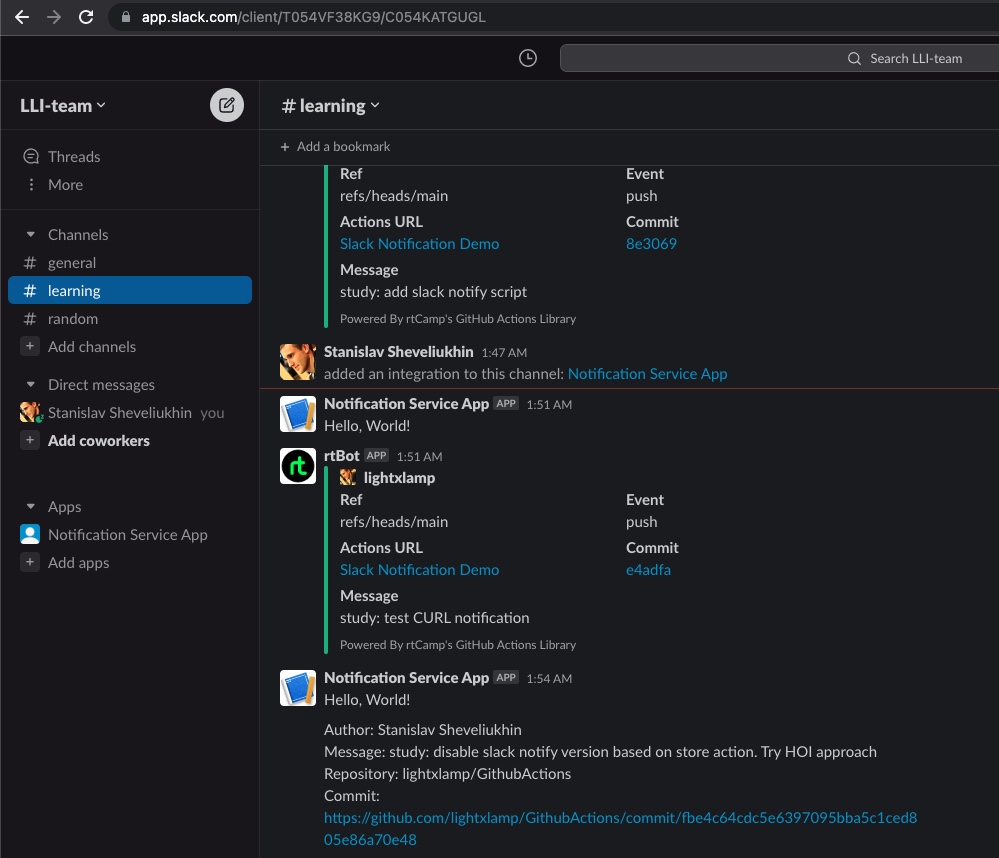 app.slack.com/client/T054VF38KG9/C054KATGUGL
Search LLI-team
LLI-team
Threads
More
Channels
# general
# learning
# random
+ Add channels
Direct messages
Stanislav Sheveliukhin you
+ Add coworkers
Apps
Notification Service App
+ Add apps
# learning
+ Add a bookmark
Ref Event
refs/heads/main push
Actions URL Commit
Slack Notification Demo 8e3069
Message
study: add slack notify script
Powered By rtCamp's GitHub Actions Library
Stanislav Sheveliukhin 1:47 AM
added an integration to this channel: Notification Service App
Notification Service App APP 1:51 AM
Hello, World!
rt
rtBot APP 1:51 AM
lightxlamp
Ref Event
refs/heads/main push
Actions URL Commit
Slack Notification Demo e4adfa
Message
study: test CURL notification
Powered By rtCamp's GitHub Actions Library
Notification Service App APP 1:54 AM
Hello, World!
Author: Stanislav Sheveliukhin
Message: study: disable slack notify version based on store action. Try HOI approach
Repository: lightxlamp/GithubActions
Commit:
https://github.com/lightxlamp/GithubActions/commit/fbe4c64cdc5e6397095bba5c1ced8
05e86a70e48